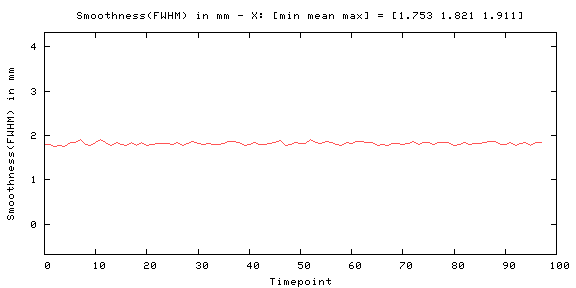 Smoothness(FWHM) in mm - X: [min mean max] = [1.753 1.821 1.911]
Smoothness(FWHM) in mm
4
3
2
1
0
0 10 20 30 40 50 60 70 80 90 100
Timepoint